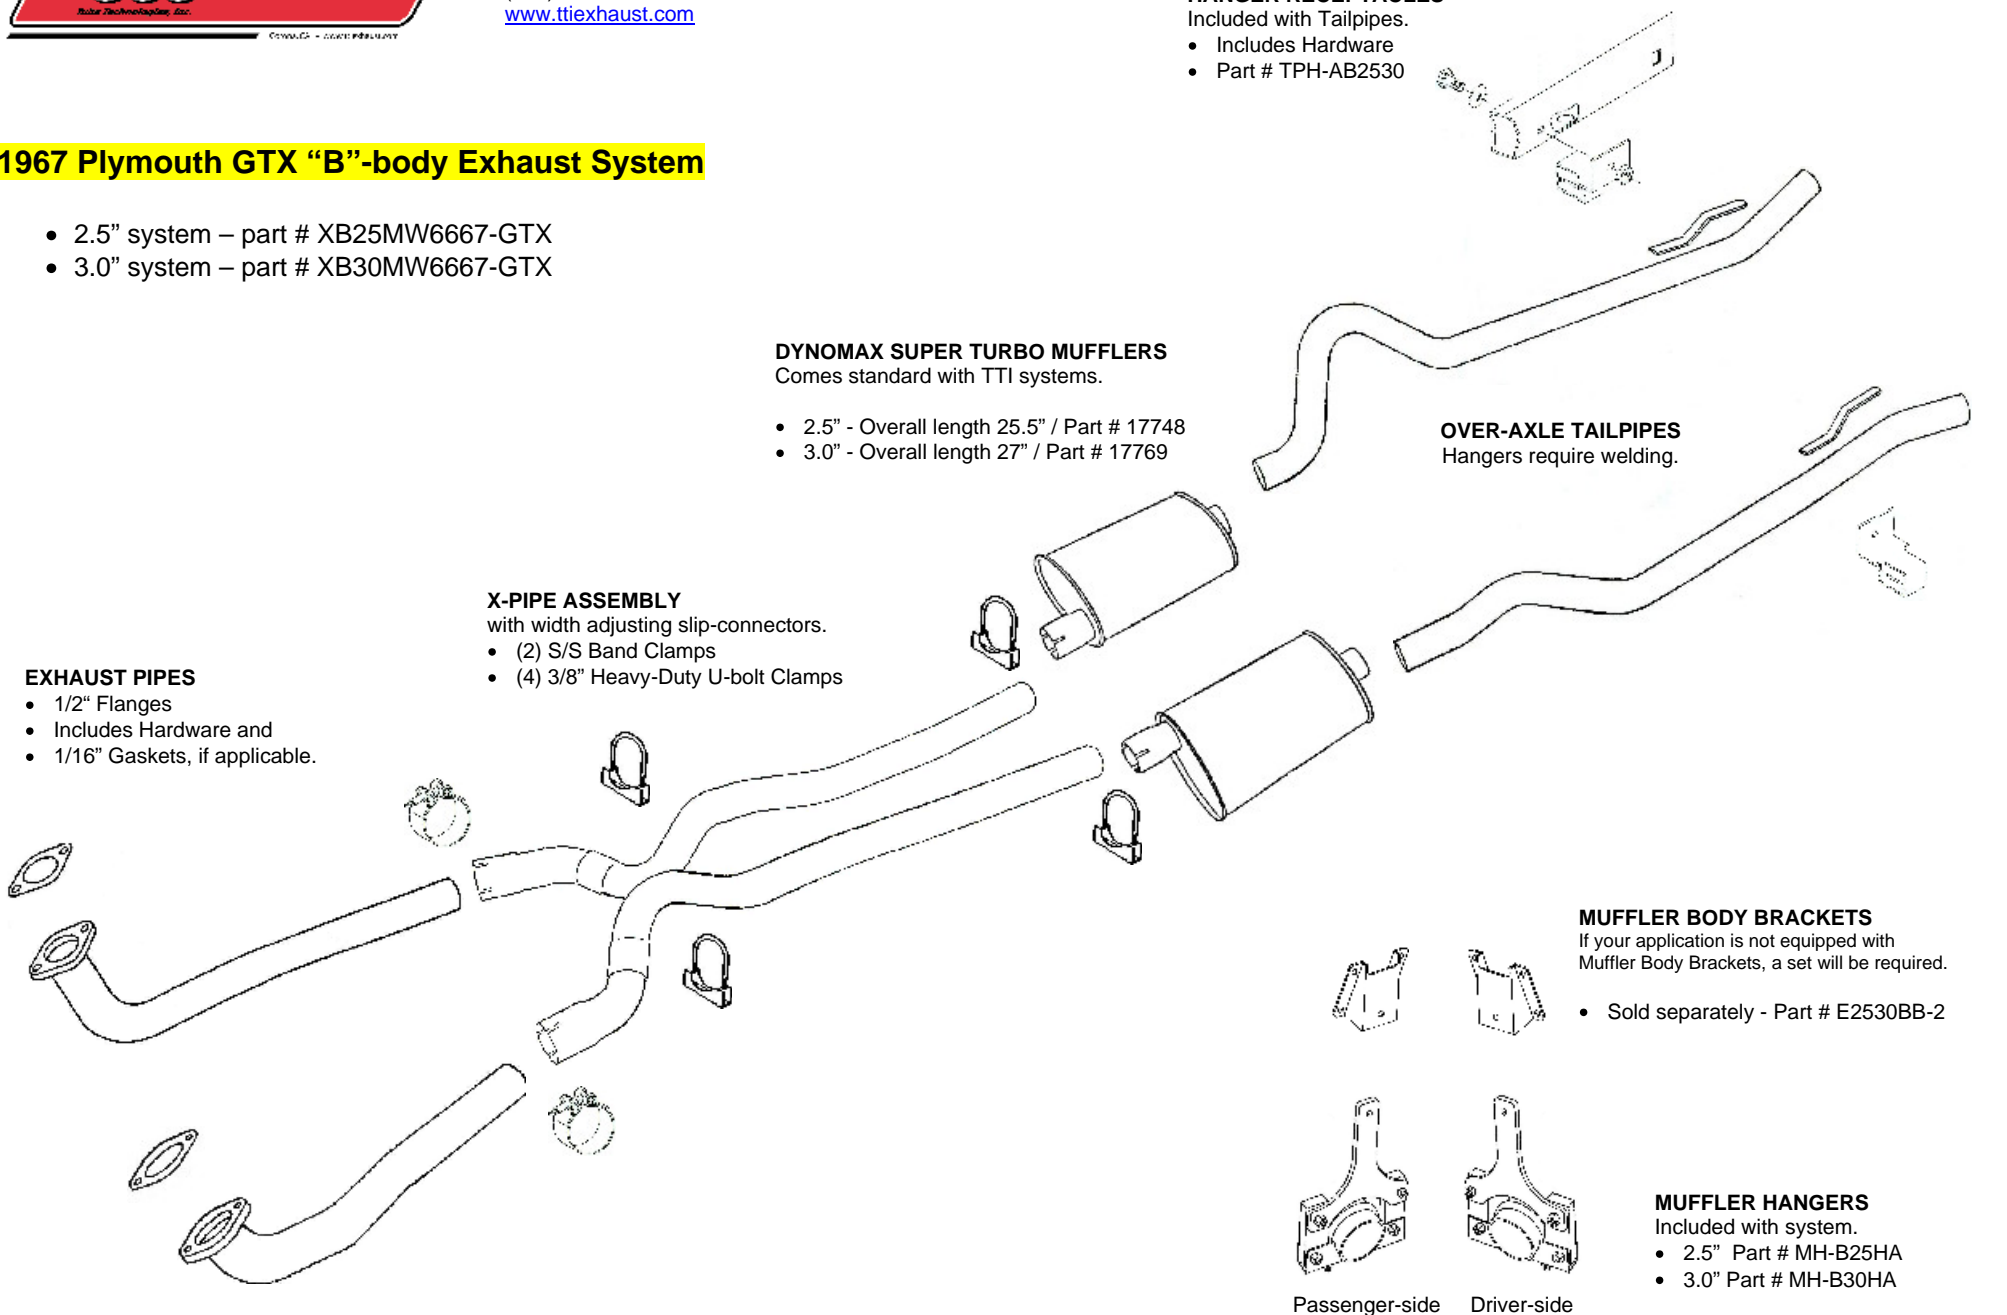 Tube Technologies, Inc.
www.ttiexhaust.com
Included with Tailpipes.
• Includes Hardware
• Part # TPH-AB2530
1967 Plymouth GTX “B”-body Exhaust System
• 2.5” system – part # XB25MW6667-GTX
• 3.0” system – part # XB30MW6667-GTX
DYNOMAX SUPER TURBO MUFFLERS
Comes standard with TTI systems.
• 2.5” - Overall length 25.5” / Part # 17748
• 3.0” - Overall length 27” / Part # 17769
OVER-AXLE TAILPIPES
Hangers require welding.
X-PIPE ASSEMBLY
with width adjusting slip-connectors.
• (2) S/S Band Clamps
• (4) 3/8” Heavy-Duty U-bolt Clamps
EXHAUST PIPES
• 1/2“ Flanges
• Includes Hardware and
• 1/16” Gaskets, if applicable.
MUFFLER BODY BRACKETS
If your application is not equipped with
Muffler Body Brackets, a set will be required.
• Sold separately - Part # E2530BB-2
MUFFLER HANGERS
Included with system.
• 2.5” Part # MH-B25HA
• 3.0” Part # MH-B30HA
Passenger-side Driver-side